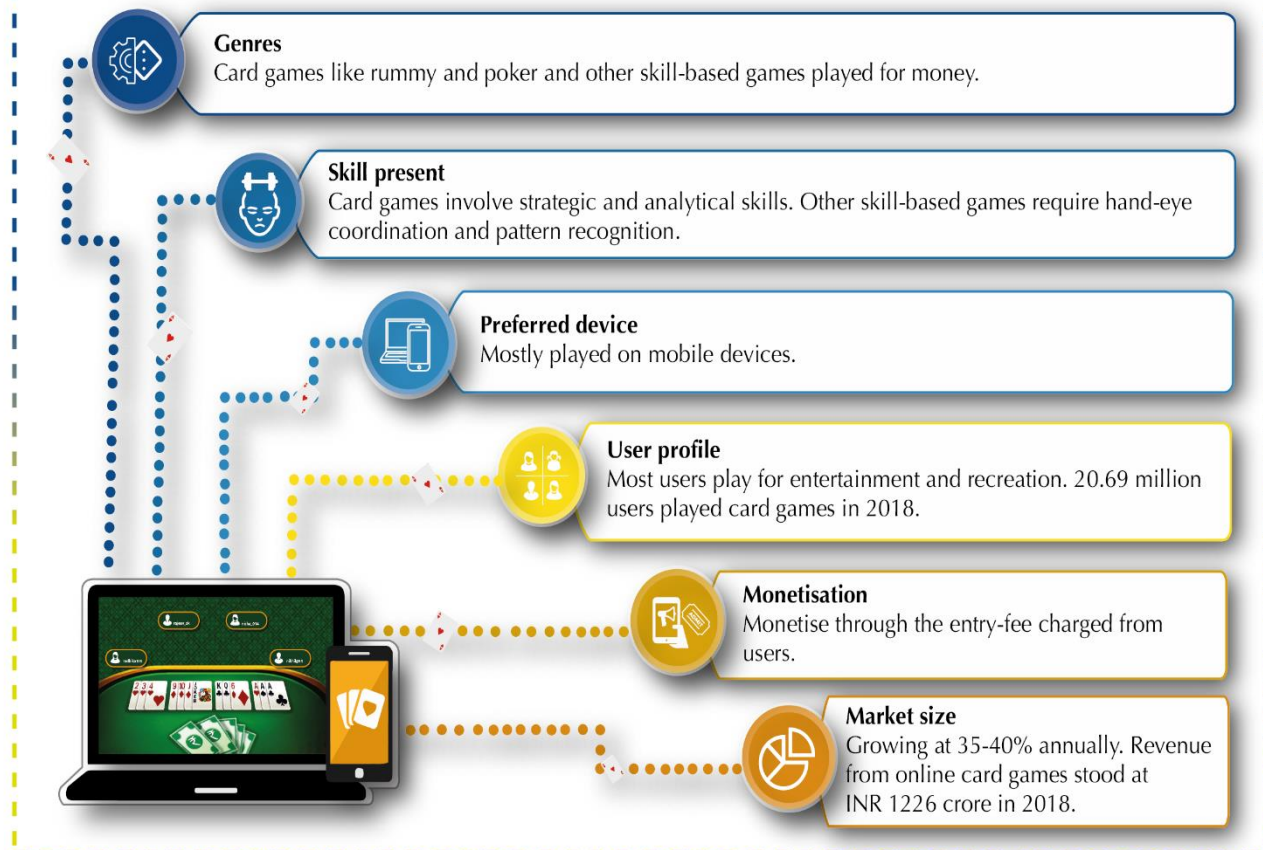 Genres
Card games like rummy and poker and other skill-based games played for money.
Skill present
Card games involve strategic and analytical skills. Other skill-based games require hand-eye
coordination and pattern recognition.
Preferred device
Mostly played on mobile devices.
User profile
Most users play for entertainment and recreation. 20.69 million
users played card games in 2018.
Monetisation
Monetise through the entry-fee charged from
users.
Market size
Growing at 35-40% annually. Revenue
from online card games stood at
INR 1226 crore in 2018.